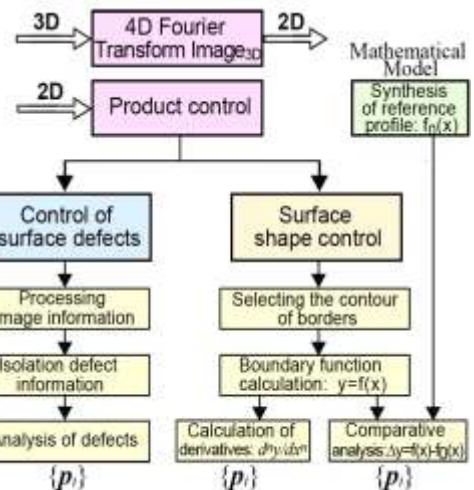 3D
4D Fourier
Transform Image3D
2D
Mathematical
Model
2D
Product control
Synthesis
of reference
profile: f0(x)
Control of
surface defects
Surface
shape control
Processing
image information
Selecting the contour
of borders
Isolation defect
information
Boundary function
calculation: y=f(x)
Analysis of defects
Calculation of
derivatives: dⁿy/dxⁿ
Comparative
analysis:Δy=f(x)-f0(x)
{pᵢ}
{pᵢ}
{pᵢ}